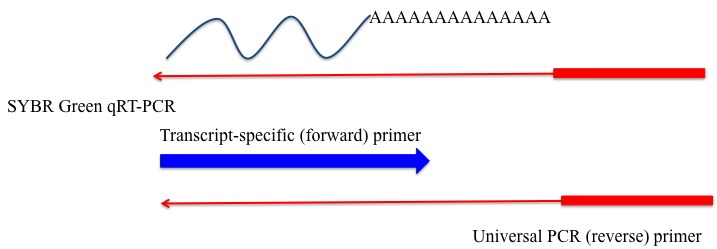 AAAAAAAAAAAAAA
SYBR Green qRT-PCR
Transcript-specific (forward) primer
Universal PCR (reverse) primer